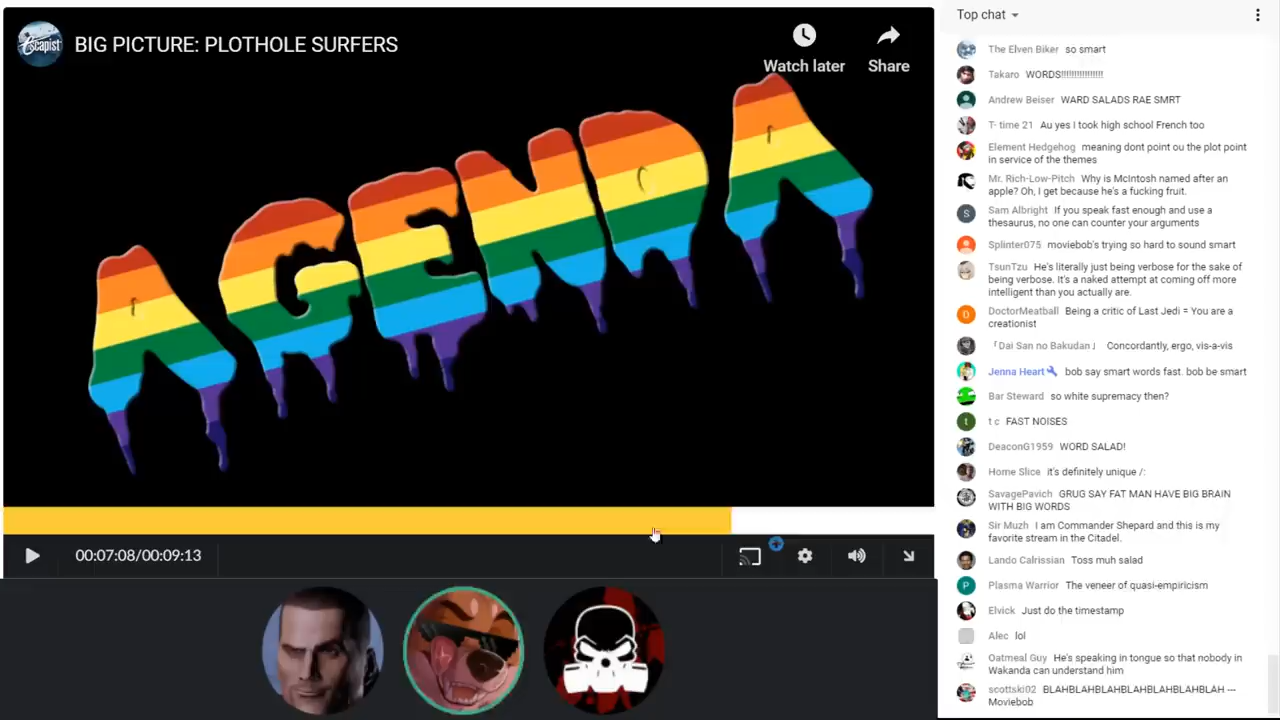 Escapist
BIG PICTURE: PLOTHOLE SURFERS
Watch later
Share
AGENDA
00:07:08/00:09:13
Top chat
The Elven Biker so smart
Takaro WORDS!!!!!!!!!!!!!!!!!
Andrew Beiser WARD SALADS RAE SMRT
T- time 21 Au yes I took high school French too
Element Hedgehog meaning dont point ou the plot point
in service of the themes
Mr. Rich-Low-Pitch Why is McIntosh named after an
apple? Oh, I get because he's a fucking fruit.
S
Sam Albright If you speak fast enough and use a
thesaurus, no one can counter your arguments
Splinter075 moviebob's trying so hard to sound smart
TsunTzu He's literally just being verbose for the sake of
being verbose. It's a naked attempt at coming off more
intelligent than you actually are.
D
DoctorMeatball Being a critic of Last Jedi = You are a
creationist
「Dai San no Bakudan」 Concordantly, ergo, vis-a-vis
Jenna Heart bob say smart words fast. bob be smart
Bar Steward so white supremacy then?
t
t c FAST NOISES
DeaconG1959 WORD SALAD!
Home Slice it's definitely unique /:
SavagePavich GRUG SAY FAT MAN HAVE BIG BRAIN
WITH BIG WORDS
Sir Muzh I am Commander Shepard and this is my
favorite stream in the Citadel.
Lando Calrissian Toss muh salad
P
Plasma Warrior The veneer of quasi-empiricism
Elvick Just do the timestamp
Alec lol
Oatmeal Guy He's speaking in tongue so that nobody in
Wakanda can understand him
scottski02 BLAHBLAHBLAHBLAHBLAHBLAHBLAH ---
Moviebob